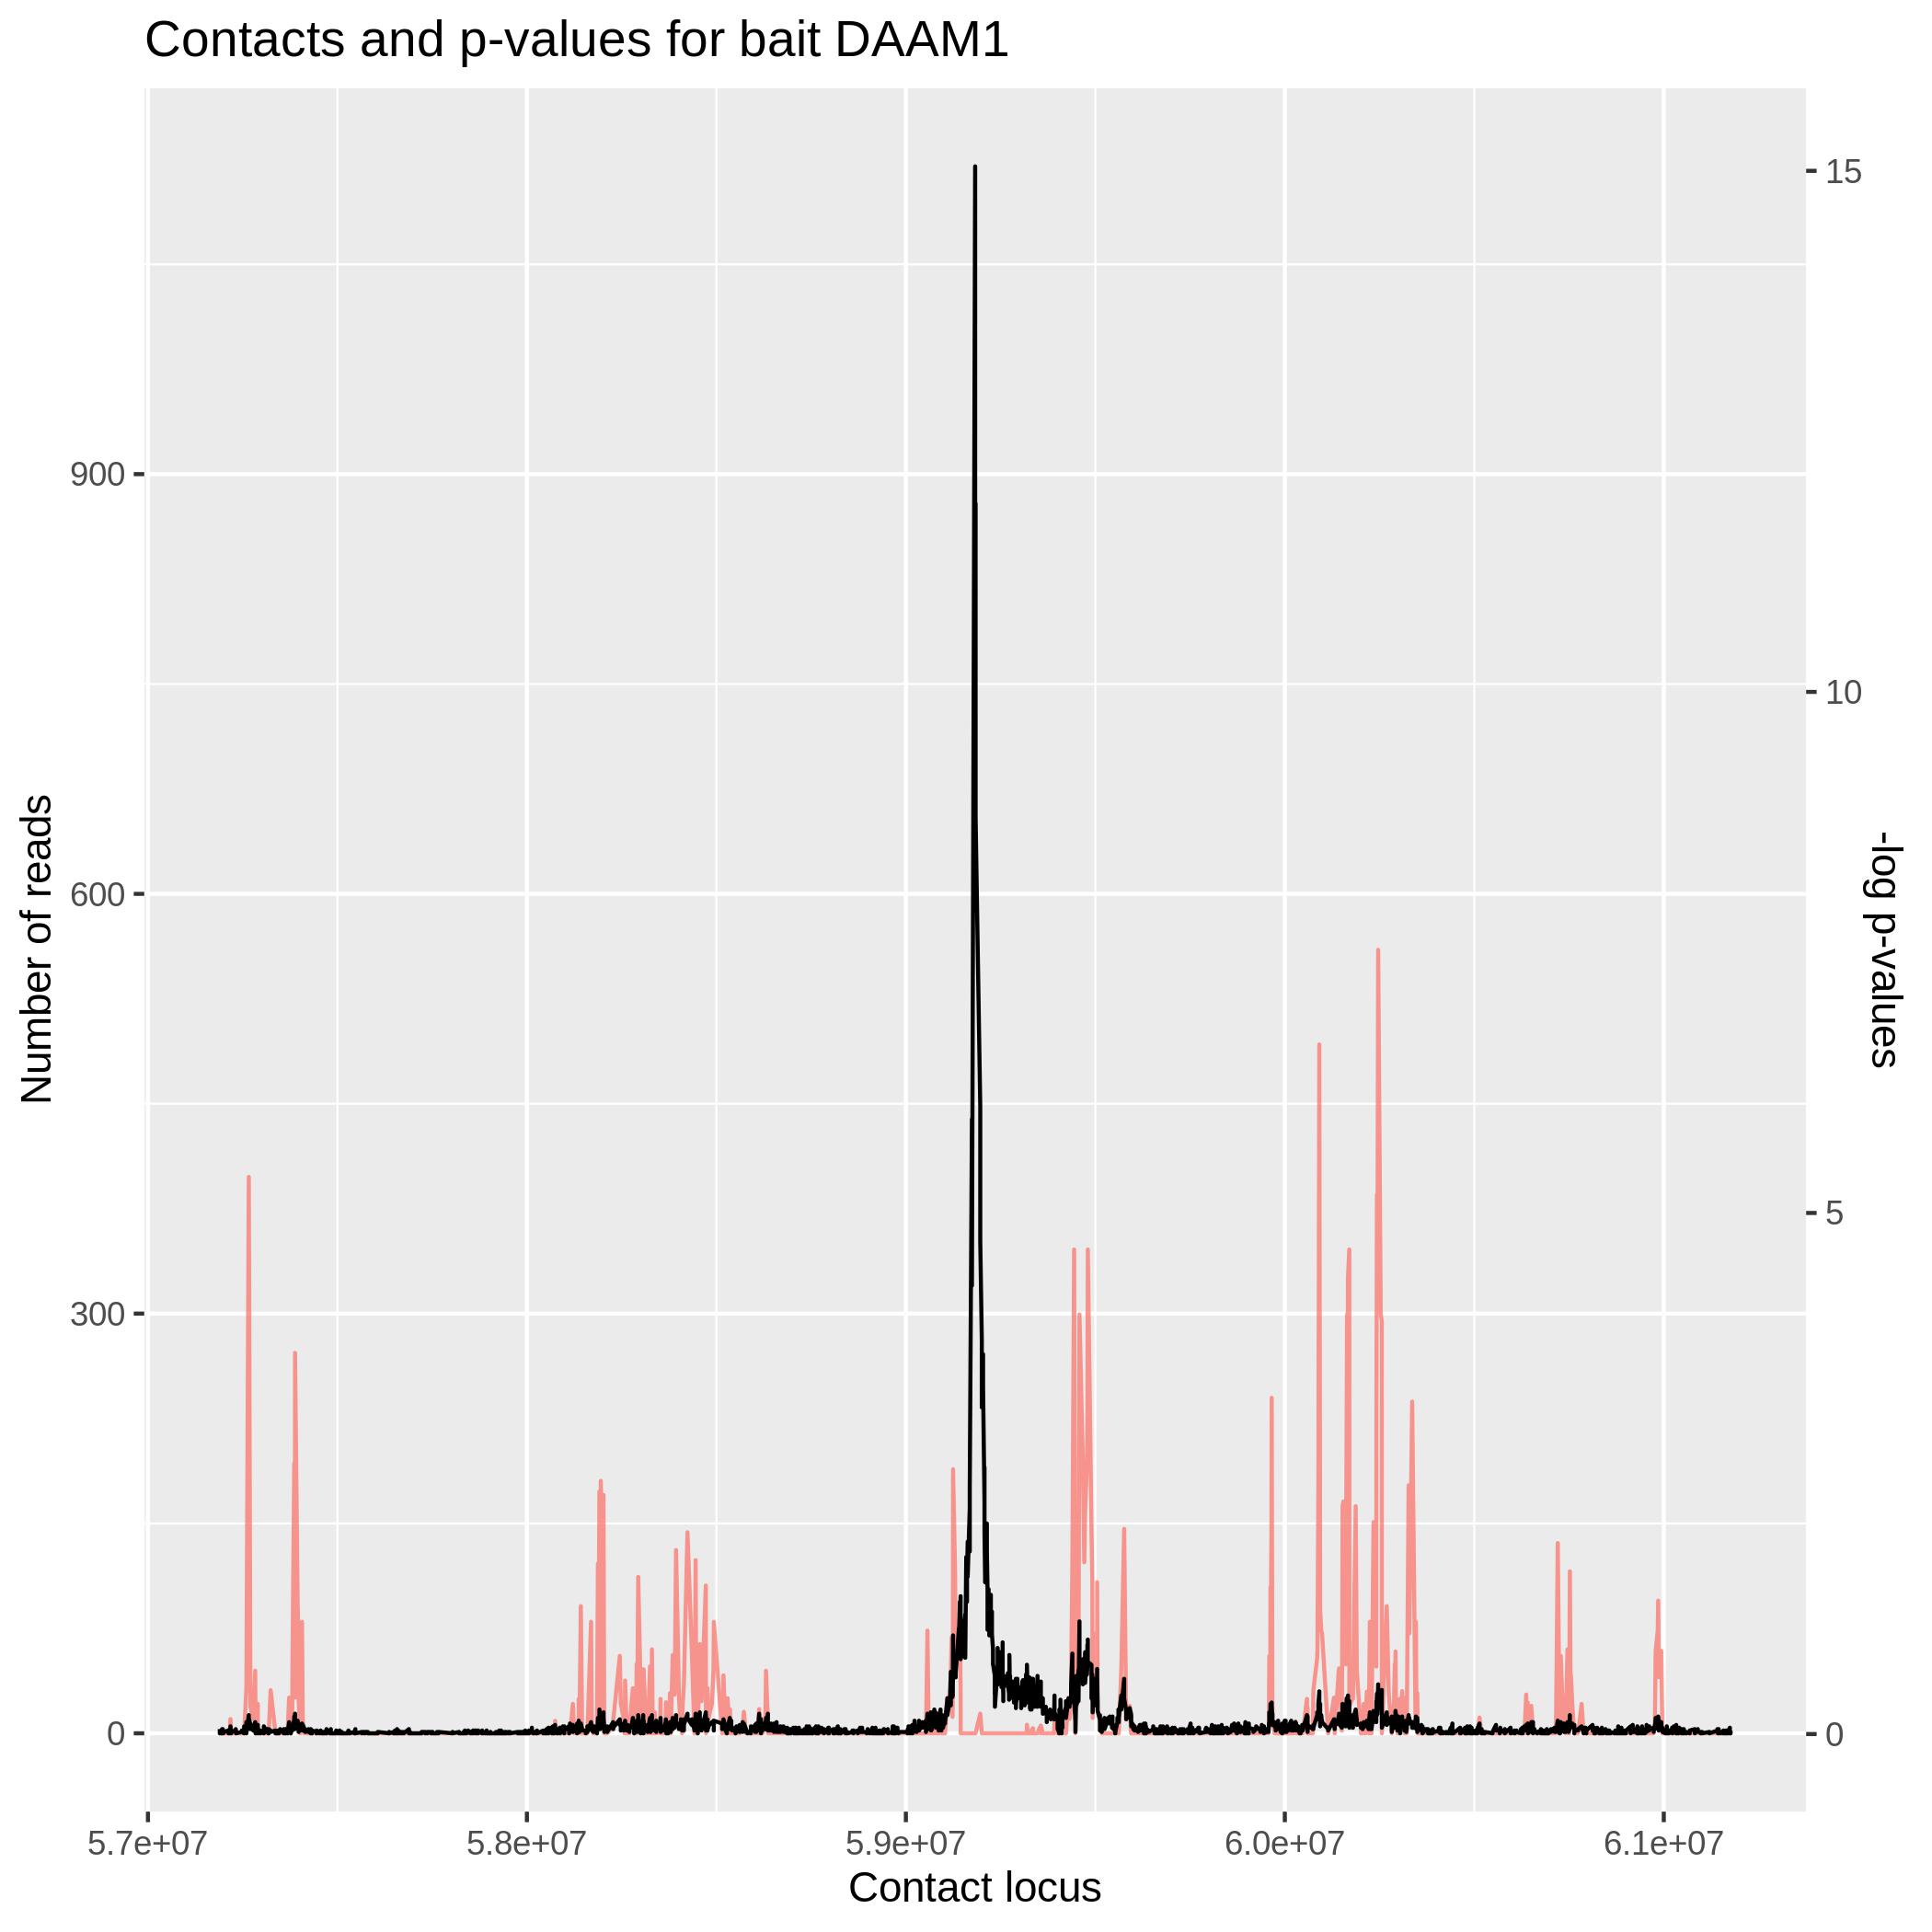 Contacts and p-values for bait DAAM1
Number of reads
900
600
300
0
15
10
5
0
-log p-values
5.7e+07
5.8e+07
5.9e+07
6.0e+07
6.1e+07
Contact locus